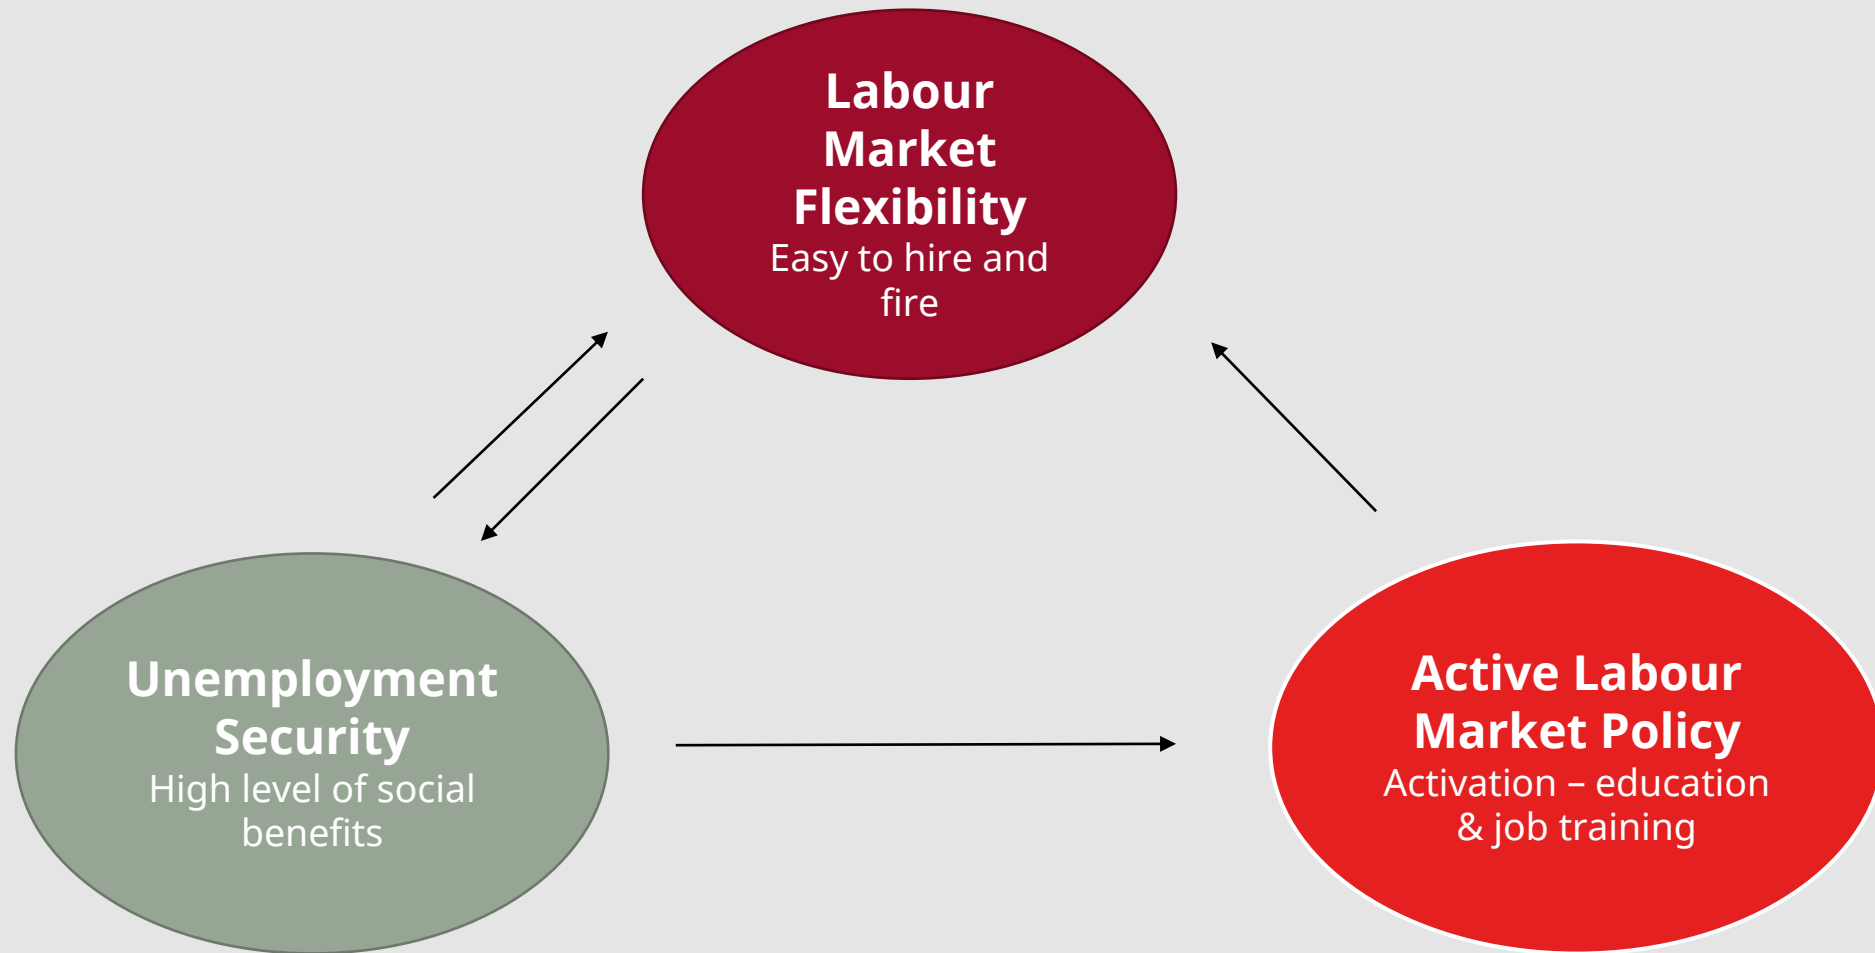 Labour
Market
Flexibility
Easy to hire and
fire
Unemployment
Security
High level of social
benefits
Active Labour
Market Policy
Activation – education
& job training